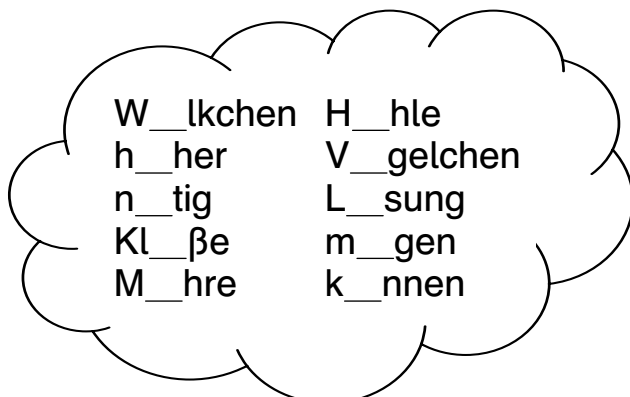 W__lkchen H__hle
h__her V__gelchen
n__tig L__sung
Kl__ße m__gen
M__hre k__nnen